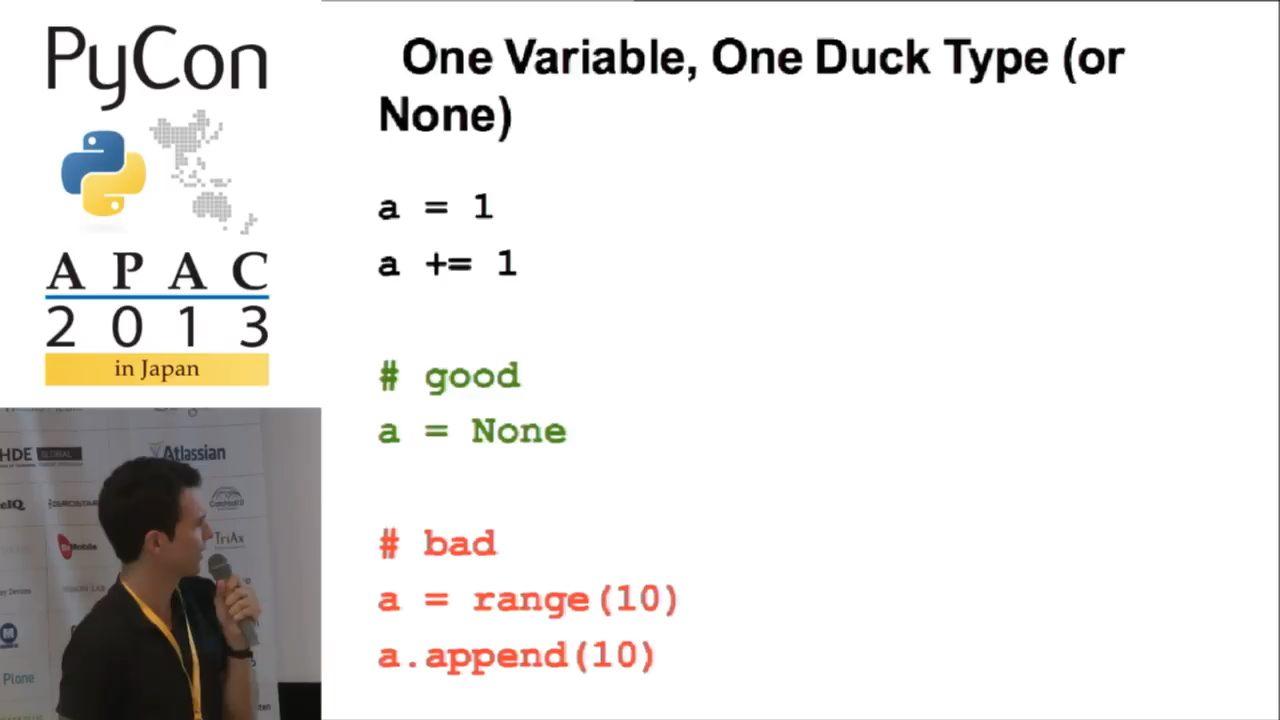 PyCon
APAC
2013
in Japan
One Variable, One Duck Type (or
None)
a = 1
a += 1
# good
a = None
# bad
a = range(10)
a.append(10)
HDE GLOBAL
Atlassian
TriAx
Plone